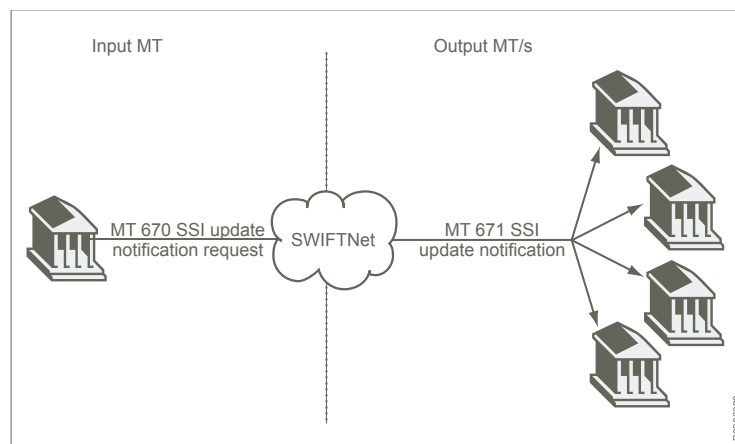 Input MT
Output MT/s
MT 670 SSI update
notification request
SWIFTNet
MT 671 SSI
update notification